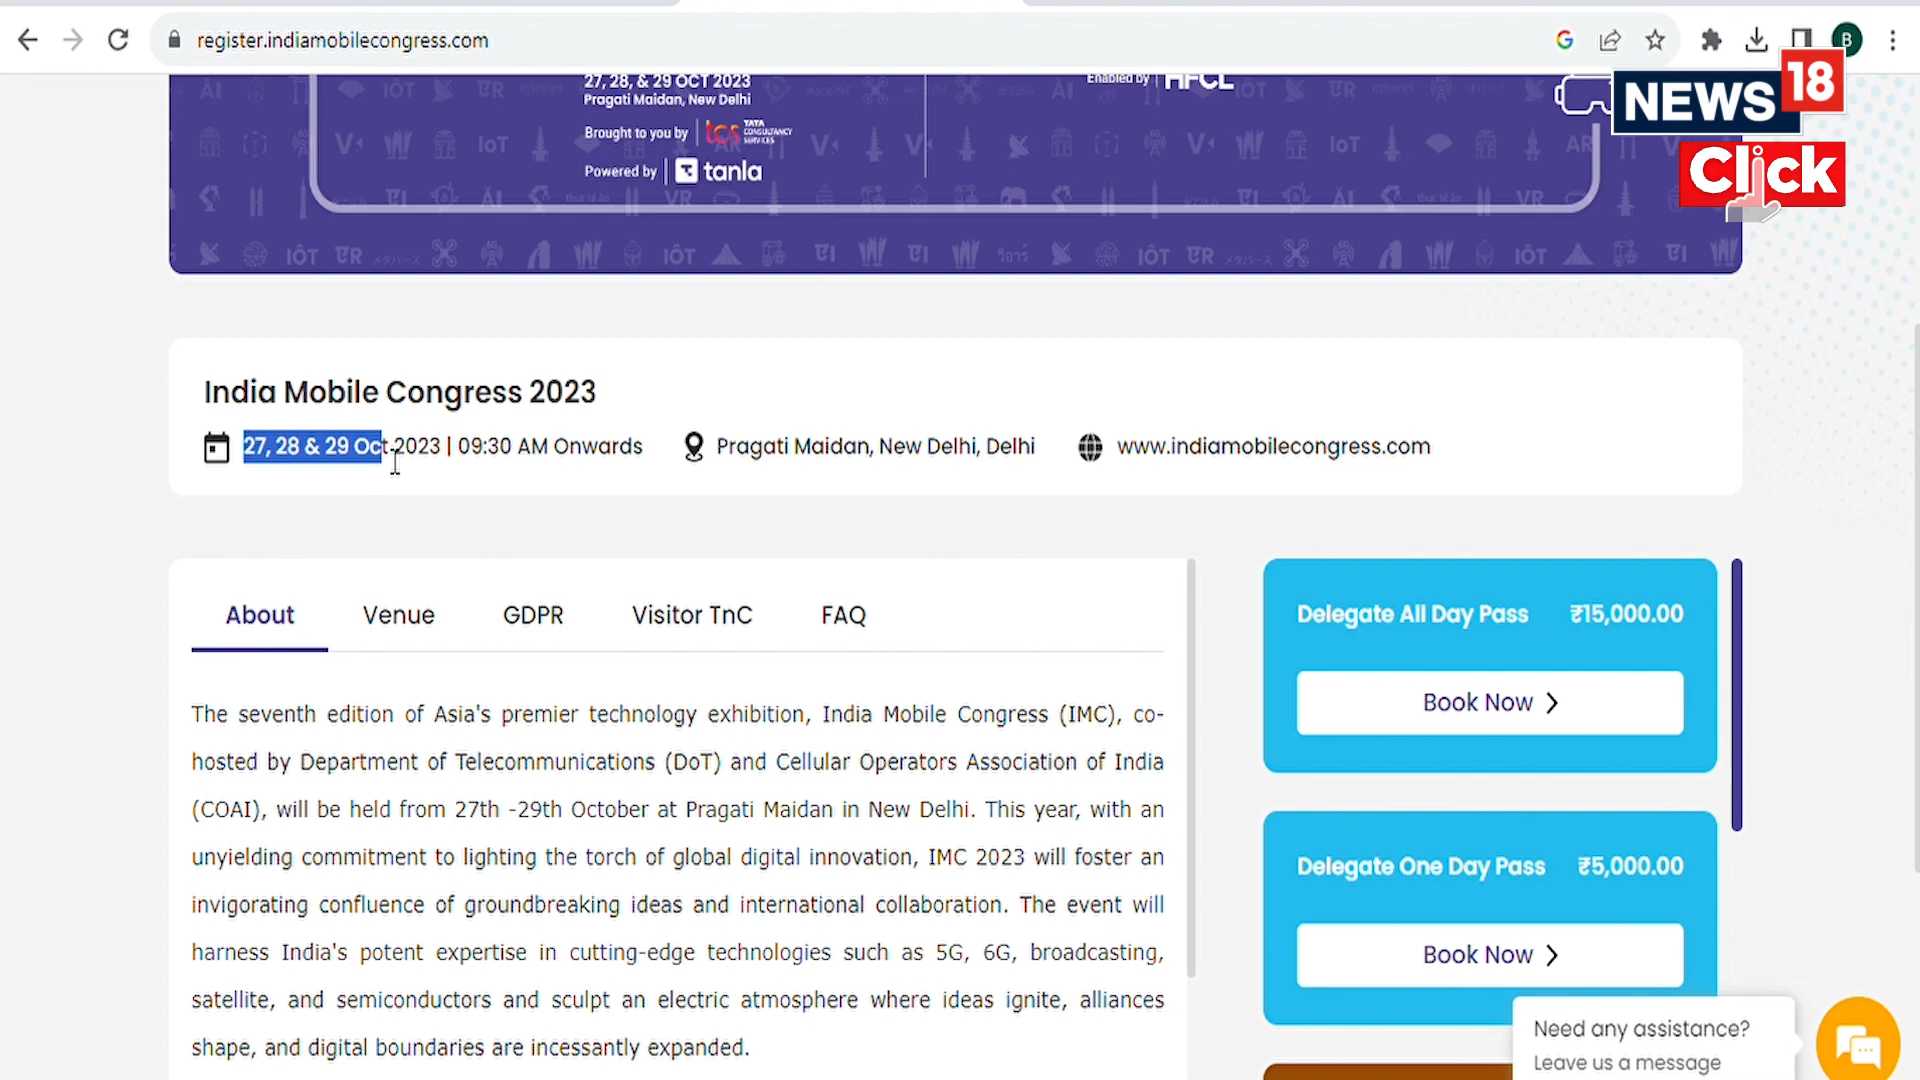 register.indiamobilecongress.com
B
NEWS 18
Click
27, 28, & 29 OCT 2023
Pragati Maidan, New Delhi
Brought to you by | tcs TATA CONSULTANCY SERVICES
Powered by | tanla
Enabled by | HFCL
India Mobile Congress 2023
27, 28 & 29 Oct 2023 | 09:30 AM Onwards
Pragati Maidan, New Delhi, Delhi
www.indiamobilecongress.com
About Venue GDPR Visitor TnC FAQ
The seventh edition of Asia's premier technology exhibition, India Mobile Congress (IMC), co-
hosted by Department of Telecommunications (DoT) and Cellular Operators Association of India
(COAI), will be held from 27th -29th October at Pragati Maidan in New Delhi. This year, with an
unyielding commitment to lighting the torch of global digital innovation, IMC 2023 will foster an
invigorating confluence of groundbreaking ideas and international collaboration. The event will
harness India's potent expertise in cutting-edge technologies such as 5G, 6G, broadcasting,
satellite, and semiconductors and sculpt an electric atmosphere where ideas ignite, alliances
shape, and digital boundaries are incessantly expanded.
Delegate All Day Pass ₹15,000.00
Book Now
Delegate One Day Pass ₹5,000.00
Book Now
Need any assistance?
Leave us a message